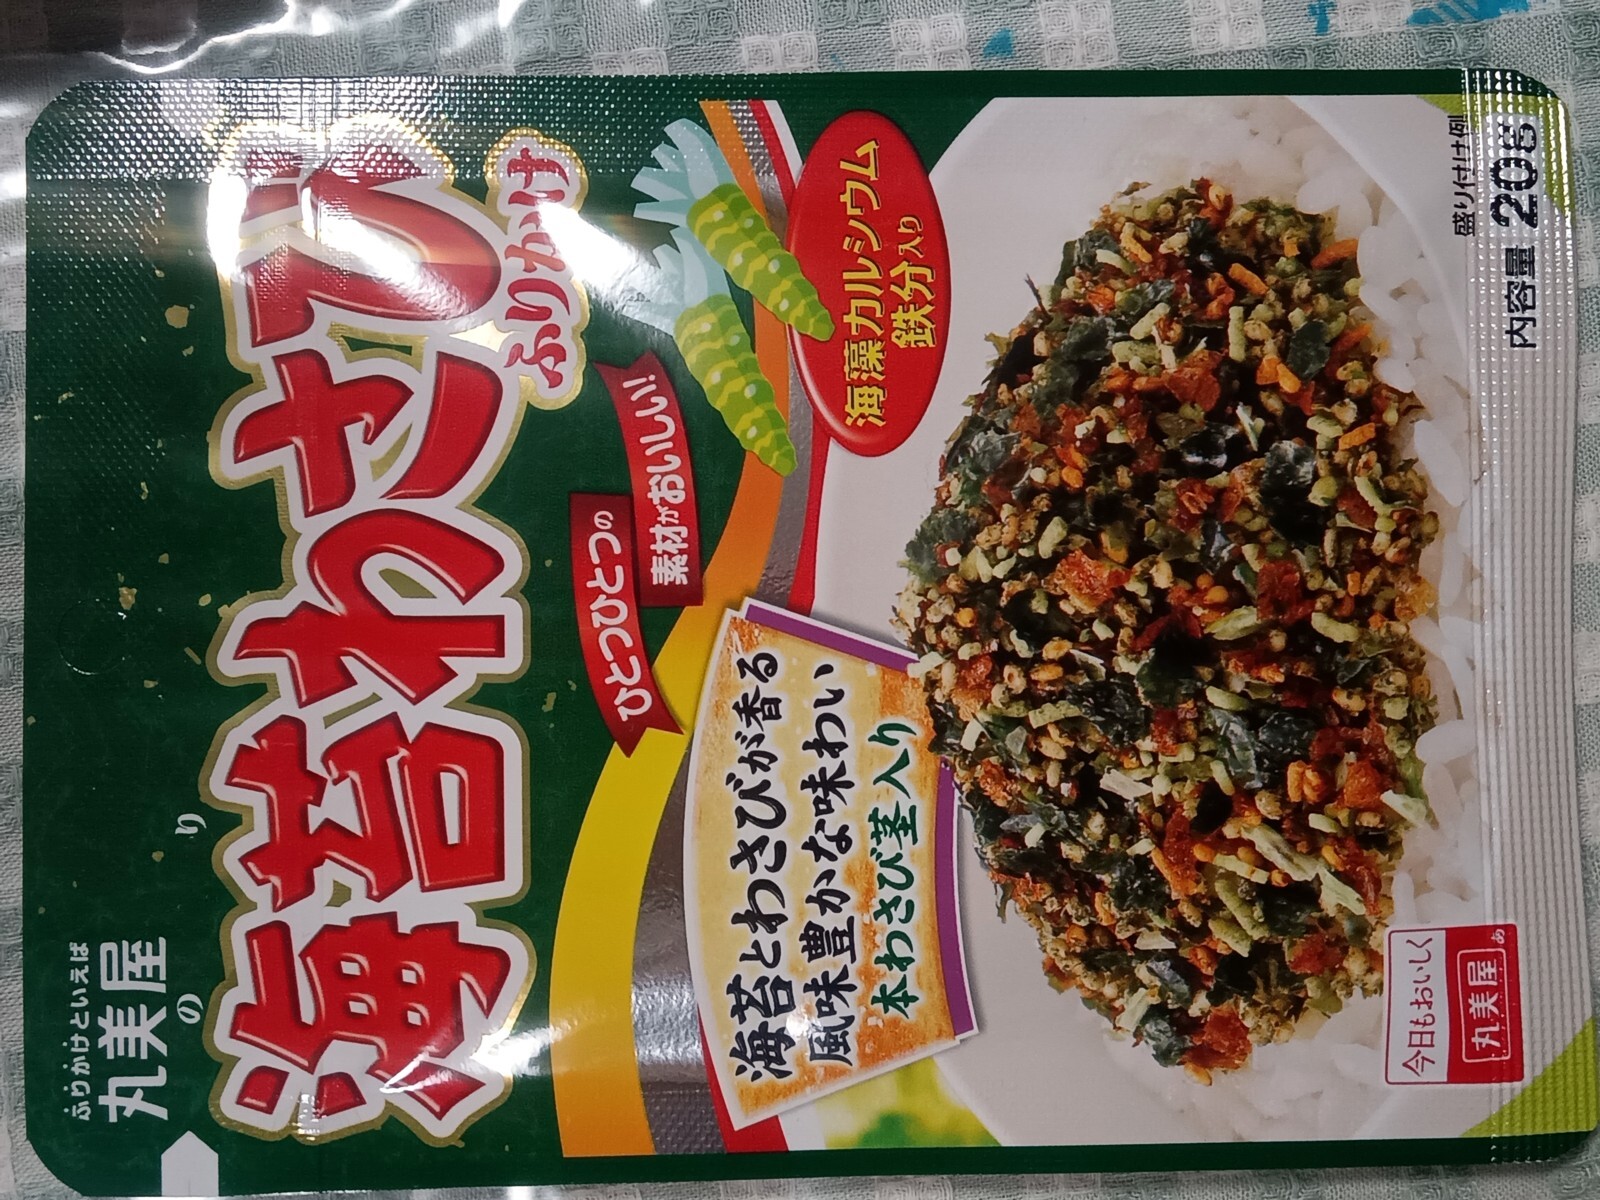 ふりかけといえば
丸美屋
のり
海苔わさび
ふりかけ
ひとつひとつの
素材がおいしい!
海藻カルシウム
鉄分入り
海苔とわさびが香る
風味豊かな味わい
本わさび茎入り
盛り付け例
内容量 20g
今日もおいしく
丸美屋
あ